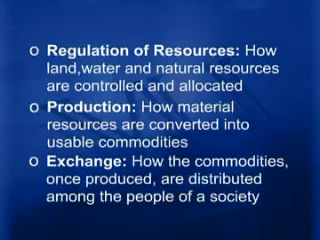 o Regulation of Resources: How
land,water and natural resources
are controlled and allocated
o Production: How material
resources are converted into
usable commodities
o Exchange: How the commodities,
once produced, are distributed
among the people of a society